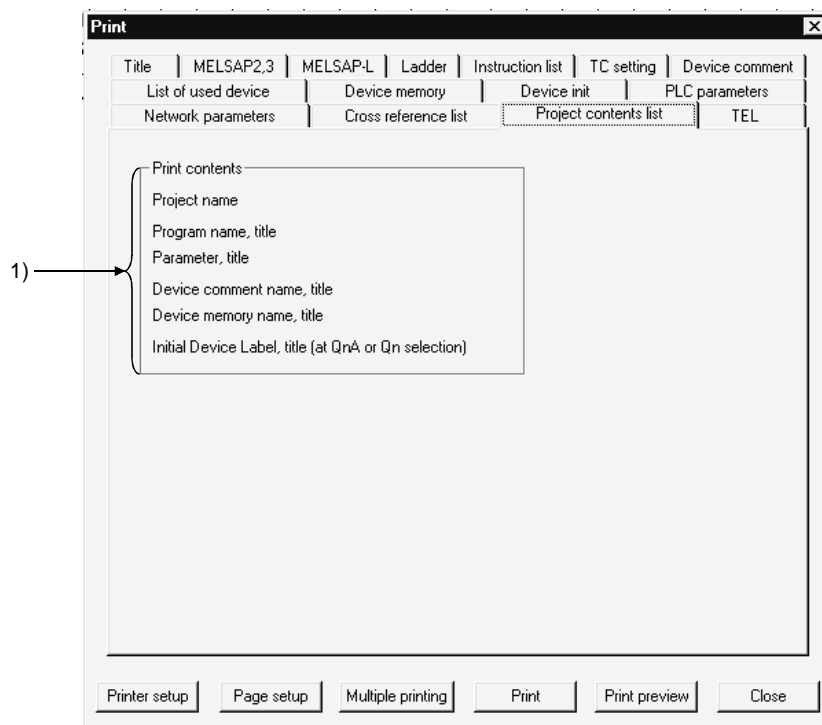 Print
Title MELSAP2,3 MELSAP-L Ladder Instruction list TC setting Device comment
List of used device Device memory Device init PLC parameters
Network parameters Cross reference list Project contents list TEL
Print contents
Project name
Program name, title
Parameter, title
1)
Device comment name, title
Device memory name, title
Initial Device Label, title (at QnA or Qn selection)
Printer setup Page setup Multiple printing Print Print preview Close